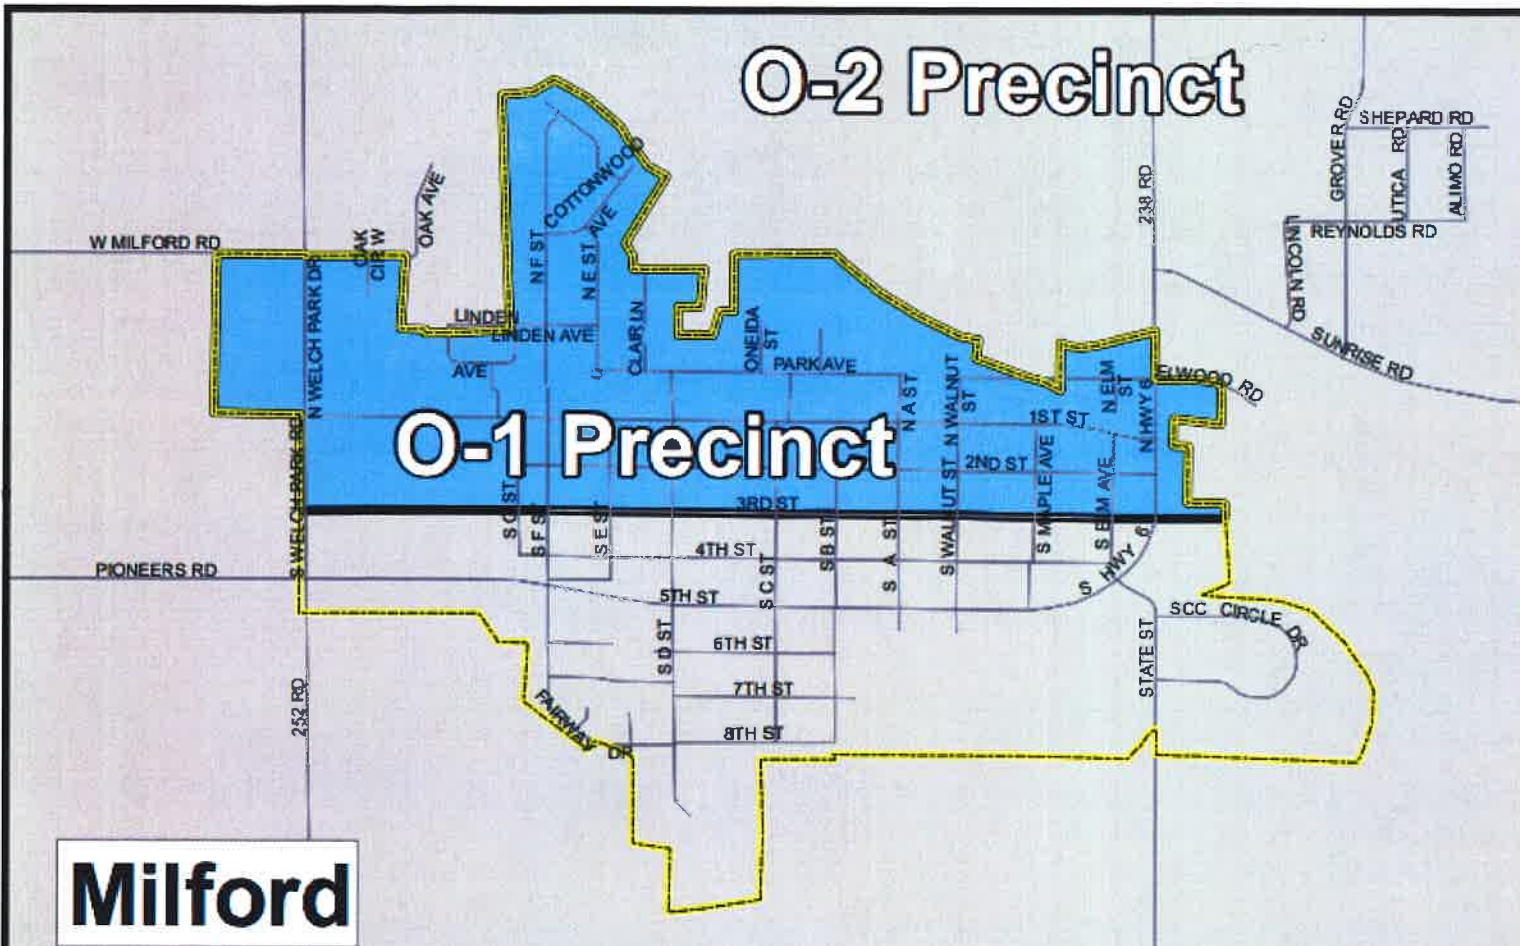 O-2 Precinct
SHEPARD RD
GROVER RD
UTICA RD
ALIMO RD
238 RD
REYNOLDS RD
LINCOLN RD
SUNRISE RD
W MILFORD RD
OAK CIR W
OAK AVE
COTTONWOOD
AVE
N F ST
N E ST
N WELCH PARK DR
LINDEN
LINDEN AVE
AVE
CLAIR LN
ONEIDA ST
PARK AVE
N A ST
N WALNUT ST
N ELM ST
ELWOOD RD
N HWY 6
1ST ST
O-1 Precinct
2ND ST
3RD ST
S WELCH PARK RD
S G ST
S F ST
S E ST
S B ST
S A ST
S WALNUT ST
S MAPLE AVE
S ELM AVE
S HWY 6
4TH ST
PIONEERS RD
5TH ST
S C ST
SCC CIRCLE DR
S D ST
6TH ST
STATE ST
7TH ST
252 RD
FAIRWAY DR
8TH ST
Milford